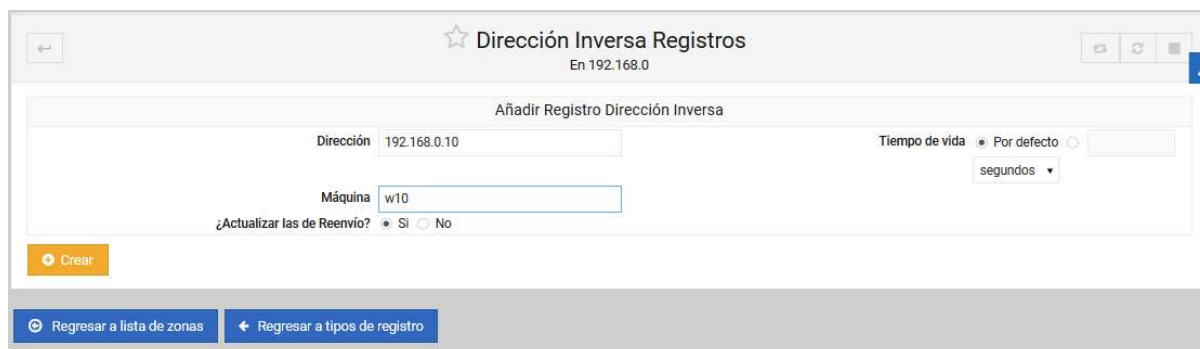 Dirección Inversa Registros
En 192.168.0
Añadir Registro Dirección Inversa
Dirección 192.168.0.10 Tiempo de vida Por defecto
segundos
Máquina w10
¿Actualizar las de Reenvío? Si No
Crear
Regresar a lista de zonas Regresar a tipos de registro